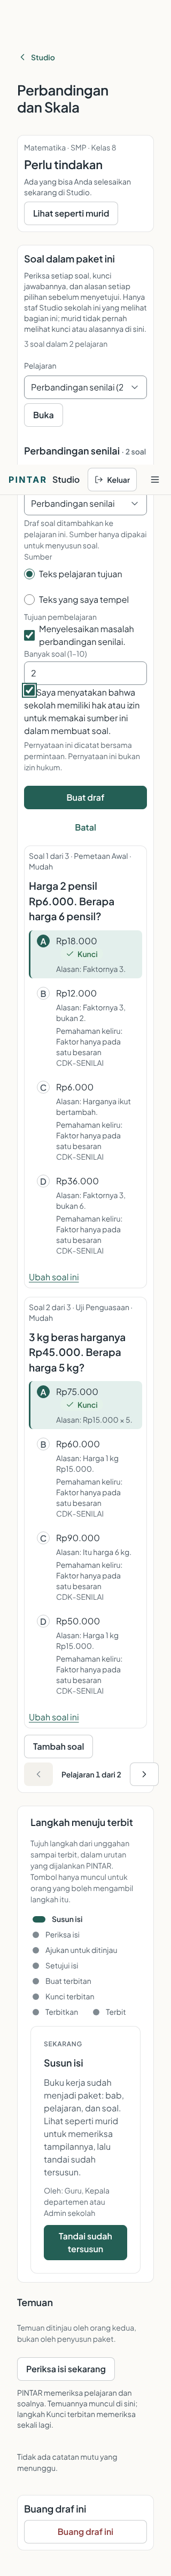 Studio
Perbandingan
dan Skala
Matematika · SMP · Kelas 8
Perlu tindakan
Ada yang bisa Anda selesaikan
sekarang di Studio.
Lihat seperti murid
Soal dalam paket ini
Periksa setiap soal, kunci
jawabannya, dan alasan setiap
pilihan sebelum menyetujui. Hanya
staf Studio sekolah ini yang melihat
bagian ini; murid tidak pernah
melihat kunci atau alasannya di sini.
3 soal dalam 2 pelajaran
Pelajaran
Perbandingan senilai (2
Buka
Perbandingan senilai · 2 soal
PINTAR Studio
Keluar
Perbandingan senilai
Draf soal ditambahkan ke
pelajaran ini. Sumber hanya dipakai
untuk menyusun soal.
Sumber
Teks pelajaran tujuan
Teks yang saya tempel
Tujuan pembelajaran
Menyelesaikan masalah
perbandingan senilai.
Banyak soal (1–10)
2
Saya menyatakan bahwa
sekolah memiliki hak atau izin
untuk memakai sumber ini
dalam membuat soal.
Pernyataan ini dicatat bersama
permintaan. Pernyataan ini bukan
izin hukum.
Buat draf
Batal
Soal 1 dari 3 · Pemetaan Awal ·
Mudah
Harga 2 pensil
Rp6.000. Berapa
harga 6 pensil?
A
Rp18.000
Kunci
Alasan: Faktornya 3.
B
Rp12.000
Alasan: Faktornya 3,
bukan 2.
Pemahaman keliru:
Faktor hanya pada
satu besaran
CDK-SENILAI
C
Rp6.000
Alasan: Harganya ikut
bertambah.
Pemahaman keliru:
Faktor hanya pada
satu besaran
CDK-SENILAI
D
Rp36.000
Alasan: Faktornya 3,
bukan 6.
Pemahaman keliru:
Faktor hanya pada
satu besaran
CDK-SENILAI
Ubah soal ini
Soal 2 dari 3 · Uji Penguasaan ·
Mudah
3 kg beras harganya
Rp45.000. Berapa
harga 5 kg?
A
Rp75.000
Kunci
Alasan: Rp15.000 × 5.
B
Rp60.000
Alasan: Harga 1 kg
Rp15.000.
Pemahaman keliru:
Faktor hanya pada
satu besaran
CDK-SENILAI
C
Rp90.000
Alasan: Itu harga 6 kg.
Pemahaman keliru:
Faktor hanya pada
satu besaran
CDK-SENILAI
D
Rp50.000
Alasan: Harga 1 kg
Rp15.000.
Pemahaman keliru:
Faktor hanya pada
satu besaran
CDK-SENILAI
Ubah soal ini
Tambah soal
Pelajaran 1 dari 2
Langkah menuju terbit
Tujuh langkah dari unggahan
sampai terbit, dalam urutan
yang dijalankan PINTAR.
Tombol hanya muncul untuk
orang yang boleh mengambil
langkah itu.
Susun isi
Periksa isi
Ajukan untuk ditinjau
Setujui isi
Buat terbitan
Kunci terbitan
Terbitkan
Terbit
SEKARANG
Susun isi
Buku kerja sudah
menjadi paket: bab,
pelajaran, dan soal.
Lihat seperti murid
untuk memeriksa
tampilannya, lalu
tandai sudah
tersusun.
Oleh: Guru, Kepala
departemen atau
Admin sekolah
Tandai sudah
tersusun
Temuan
Temuan ditinjau oleh orang kedua,
bukan oleh penyusun paket.
Periksa isi sekarang
PINTAR memeriksa pelajaran dan
soalnya. Temuannya muncul di sini;
langkah Kunci terbitan memeriksa
sekali lagi.
Tidak ada catatan mutu yang
menunggu.
Buang draf ini
Buang draf ini